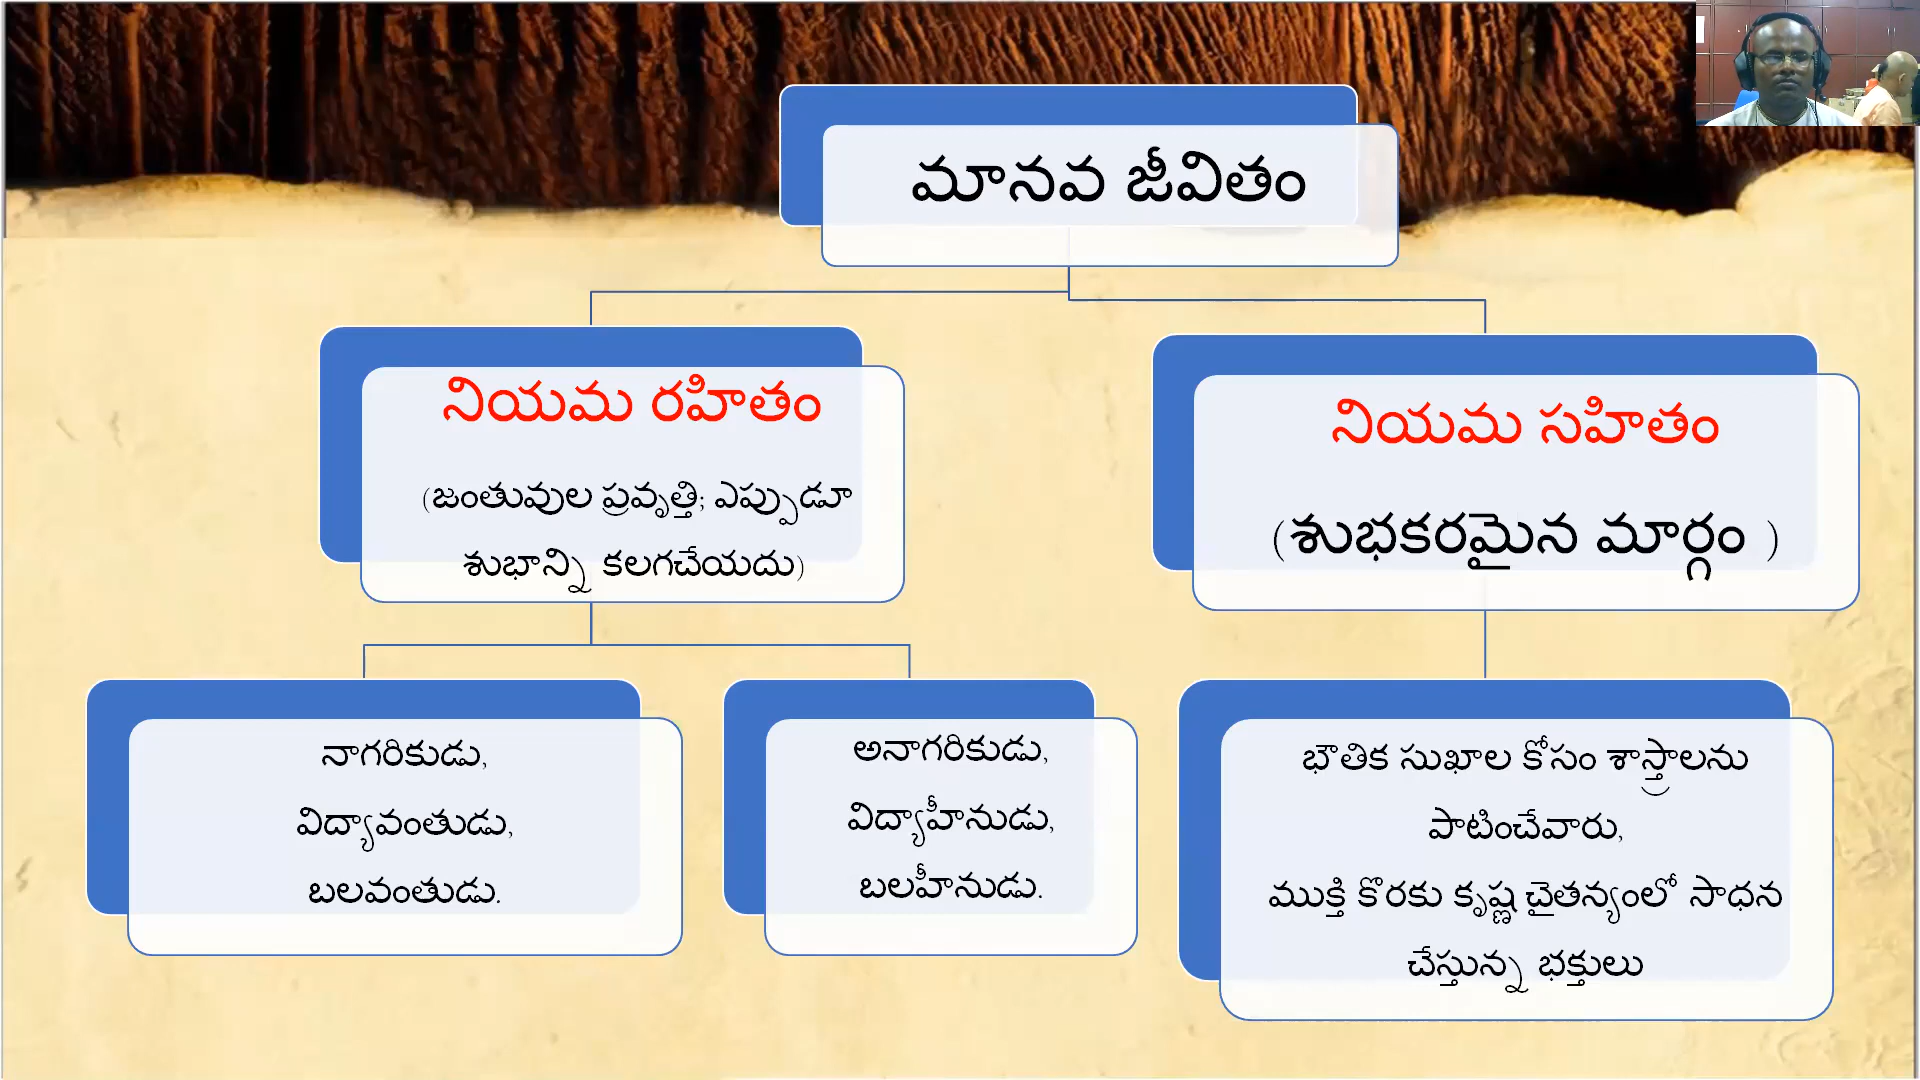 మానవ జీవితం
నియమ రహితం
(జంతువుల ప్రవృత్తి; ఎప్పుడూ
శుభాన్ని కలగచేయదు)
నియమ సహితం
(శుభకరమైన మార్గం )
నాగరికుడు,
విద్యావంతుడు,
బలవంతుడు.
అనాగరికుడు,
విద్యాహీనుడు,
బలహీనుడు.
భౌతిక సుఖాల కోసం శాస్త్రాలను
పాటించేవారు,
ముక్తి కొరకు కృష్ణ చైతన్యంలో సాధన
చేస్తున్న భక్తులు